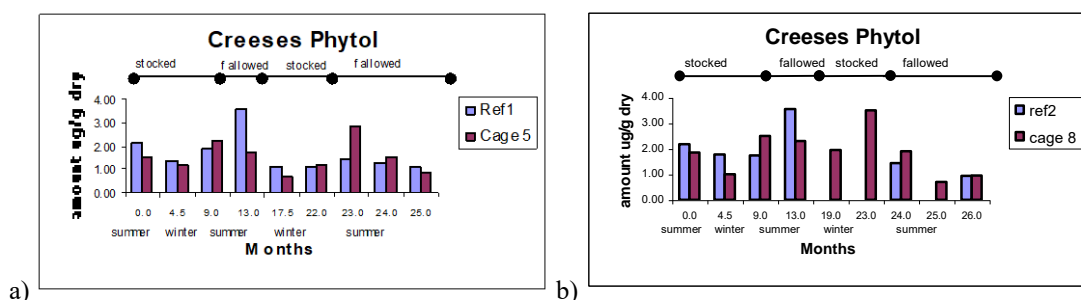 Creeses Phytol
stocked fallowed stocked fallowed
amount ug/g dry
4.00
3.00
2.00
1.00
0.00
Ref1
Cage 5
0.0 4.5 9.0 13.0 17.5 22.0 23.0 24.0 25.0
summer winter summer winter summer
Months
a)
Creeses Phytol
stocked fallowed stocked fallowed
amount ug/g dry
4.00
3.00
2.00
1.00
0.00
ref2
cage 8
0.0 4.5 9.0 13.0 19.0 23.0 24.0 25.0 26.0
summer winter summer winter summer
Months
b)